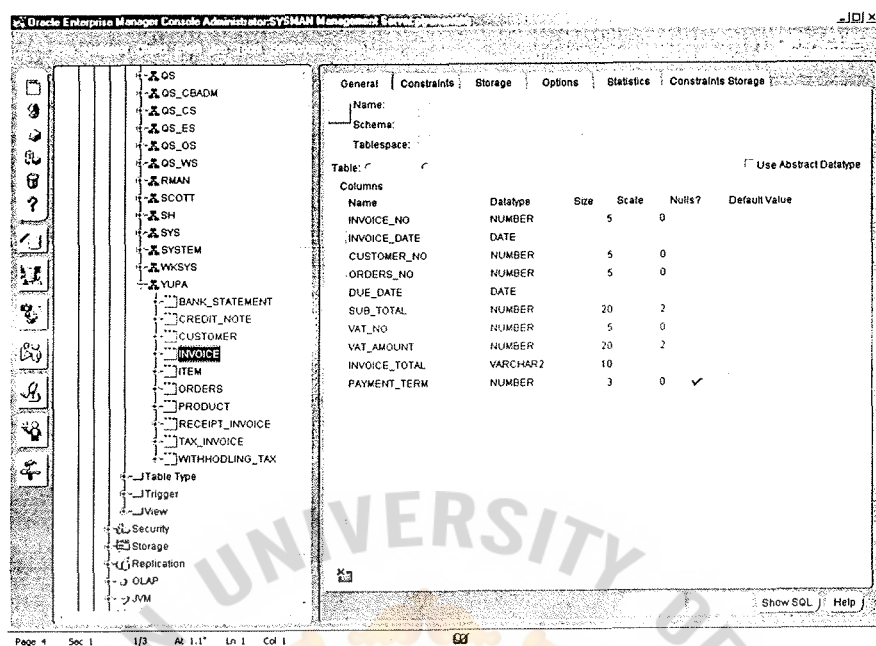 Oracle Enterprise Manager Console Administrator:SYSMAN Management Server
QS
QS_CBADM
QS_CS
QS_ES
QS_OS
QS_WS
RMAN
SCOTT
SH
SYS
SYSTEM
WKSYS
YUPA
BANK_STATEMENT
CREDIT_NOTE
CUSTOMER
INVOICE
ITEM
ORDERS
PRODUCT
RECEIPT_INVOICE
TAX_INVOICE
WITHHODLING_TAX
Table Type
Trigger
View
Security
Storage
Replication
OLAP
JVM
General Constraints Storage Options Statistics Constraints Storage
Name:
Schema:
Tablespace:
Table:
Use Abstract Datatype
Columns
Name Datatype Size Scale Nulls? Default Value
INVOICE_NO NUMBER 5 0
INVOICE_DATE DATE
CUSTOMER_NO NUMBER 5 0
ORDERS_NO NUMBER 5 0
DUE_DATE DATE
SUB_TOTAL NUMBER 20 2
VAT_NO NUMBER 5 0
VAT_AMOUNT NUMBER 20 2
INVOICE_TOTAL VARCHAR2 10
PAYMENT_TERM NUMBER 3 0 ✓
Show SQL Help
Page 4 Sec 1 1/3 At 1.1" Ln 1 Col 1
UNIVERSITY